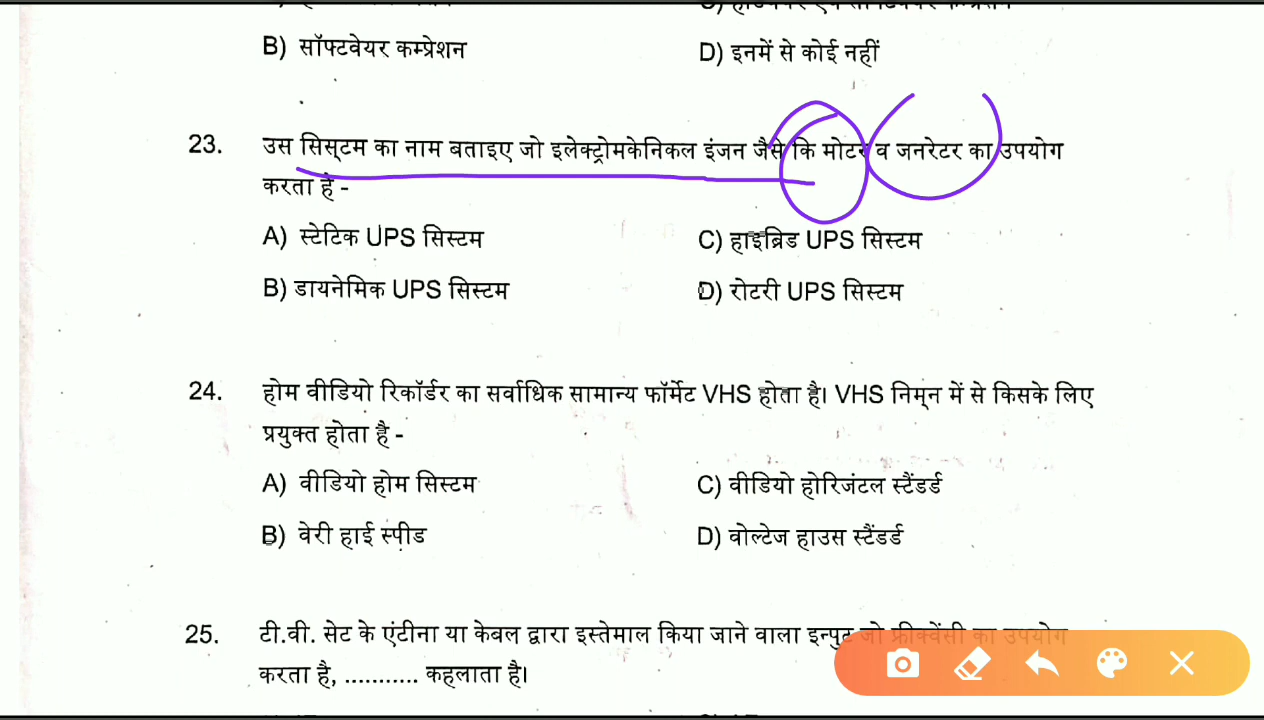 B) सॉफ्टवेयर कम्प्रेशन
D) इनमें से कोई नहीं
23. उस सिस्टम का नाम बताइए जो इलेक्ट्रोमकेनिकल इंजन जैसे कि मोटर व जनरेटर का उपयोग
करता है -
A) स्टेटिक UPS सिस्टम
C) हाइब्रिड UPS सिस्टम
B) डायनेमिक UPS सिस्टम
D) रोटरी UPS सिस्टम
24. होम वीडियो रिकॉर्डर का सर्वाधिक सामान्य फॉर्मेट VHS होता है। VHS निम्न में से किसके लिए
प्रयुक्त होता है -
A) वीडियो होम सिस्टम
C) वीडियो होरिजंटल स्टैंडर्ड
B) वेरी हाई स्पीड
D) वोल्टेज हाउस स्टैंडर्ड
25. टी.वी. सेट के एंटीना या केबल द्वारा इस्तेमाल किया जाने वाला इन्पुट जो फ्रीक्वेंसी का उपयोग
करता है, ........... कहलाता है।